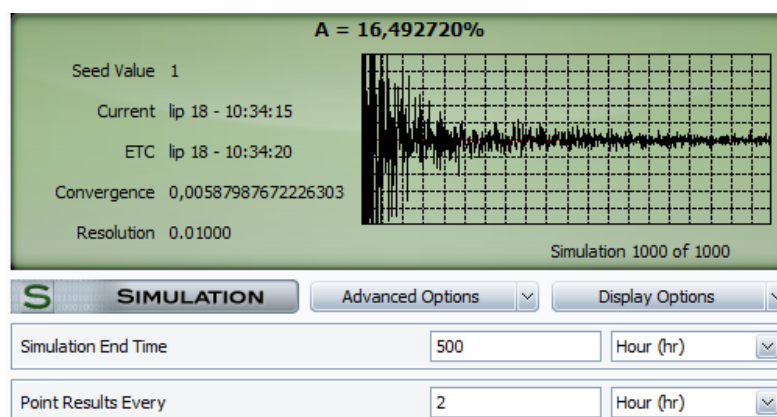 A = 16,492720%
Seed Value 1
Current lip 18 - 10:34:15
ETC lip 18 - 10:34:20
Convergence 0,00587987672226303
Resolution 0.01000
Simulation 1000 of 1000
S SIMULATION Advanced Options Display Options
Simulation End Time 500 Hour (hr)
Point Results Every 2 Hour (hr)